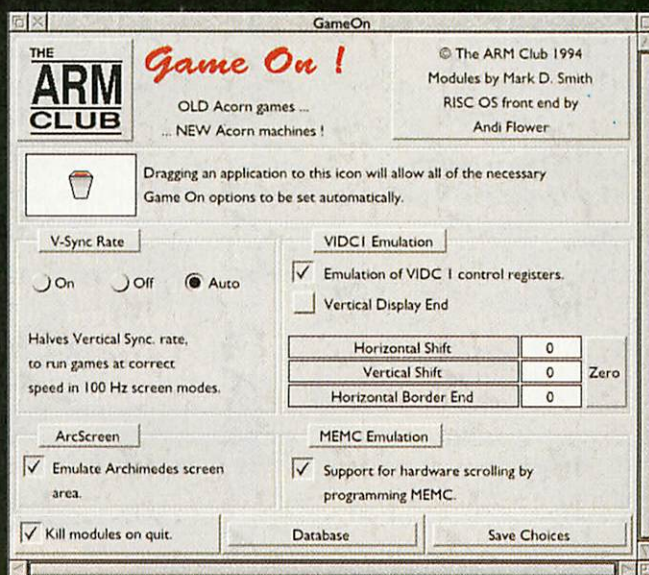 GameOn
THE
ARM
CLUB
Game On !
OLD Acorn games ...
... NEW Acorn machines !
© The ARM Club 1994
Modules by Mark D. Smith
RISC OS front end by
Andi Flower
Dragging an application to this icon will allow all of the necessary
Game On options to be set automatically.
V-Sync Rate
On Off Auto
Halves Vertical Sync. rate,
to run games at correct
speed in 100 Hz screen modes.
VIDC1 Emulation
Emulation of VIDC 1 control registers.
Vertical Display End
Horizontal Shift 0
Vertical Shift 0
Horizontal Border End 0
Zero
ArcScreen
Emulate Archimedes screen
area.
MEMC Emulation
Support for hardware scrolling by
programming MEMC.
Kill modules on quit.
Database
Save Choices